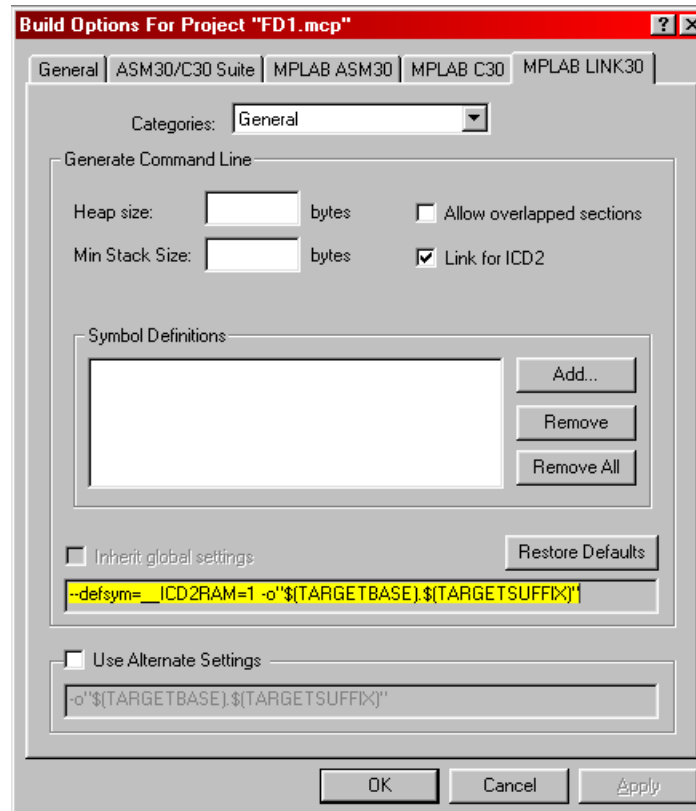 Build Options For Project "FD1.mcp"
General
ASM30/C30 Suite
MPLAB ASM30
MPLAB C30
MPLAB LINK30
Categories:
General
Generate Command Line
Heap size:
bytes
Allow overlapped sections
Min Stack Size:
bytes
Link for ICD2
Symbol Definitions
Add...
Remove
Remove All
Inherit global settings
Restore Defaults
--defsym=__ICD2RAM=1 -o"$(TARGETBASE).$(TARGETSUFFIX)"
Use Alternate Settings
-o"$(TARGETBASE).$(TARGETSUFFIX)"
OK
Cancel
Apply